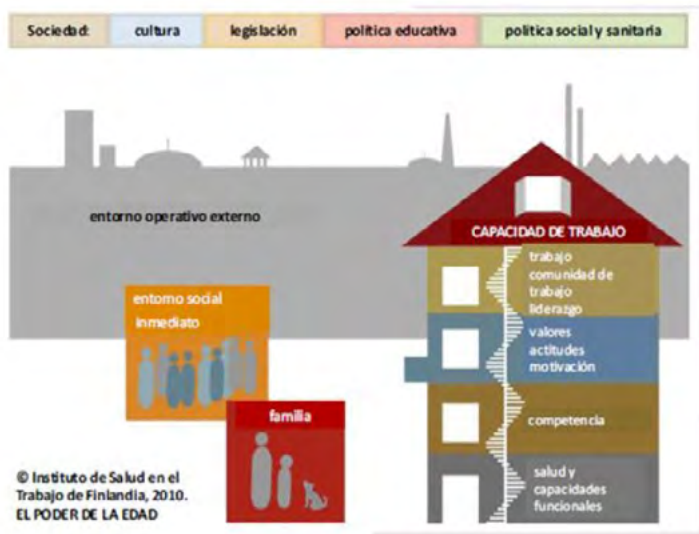 Sociedad: cultura legislación política educativa política social y sanitaria
entorno operativo externo
CAPACIDAD DE TRABAJO
trabajo
comunidad de
trabajo
liderazgo
entorno social
inmediato
valores
actitudes
motivación
familia
competencia
© Instituto de Salud en el
Trabajo de Finlandia, 2010.
EL PODER DE LA EDAD
salud y
capacidades
funcionales